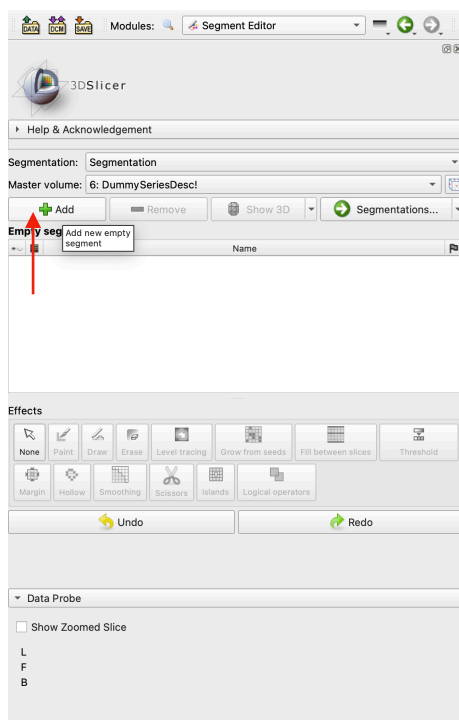 DATA DCM SAVE Modules: Segment Editor
3DSlicer
Help & Acknowledgement
Segmentation: Segmentation
Master volume: 6: DummySeriesDesc!
Add Remove Show 3D Segmentations...
Empty seg
Add new empty
segment
Name
Effects
None Paint Draw Erase Level tracing Grow from seeds Fill between slices Threshold
Margin Hollow Smoothing Scissors Islands Logical operators
Undo Redo
Data Probe
Show Zoomed Slice
L
F
B